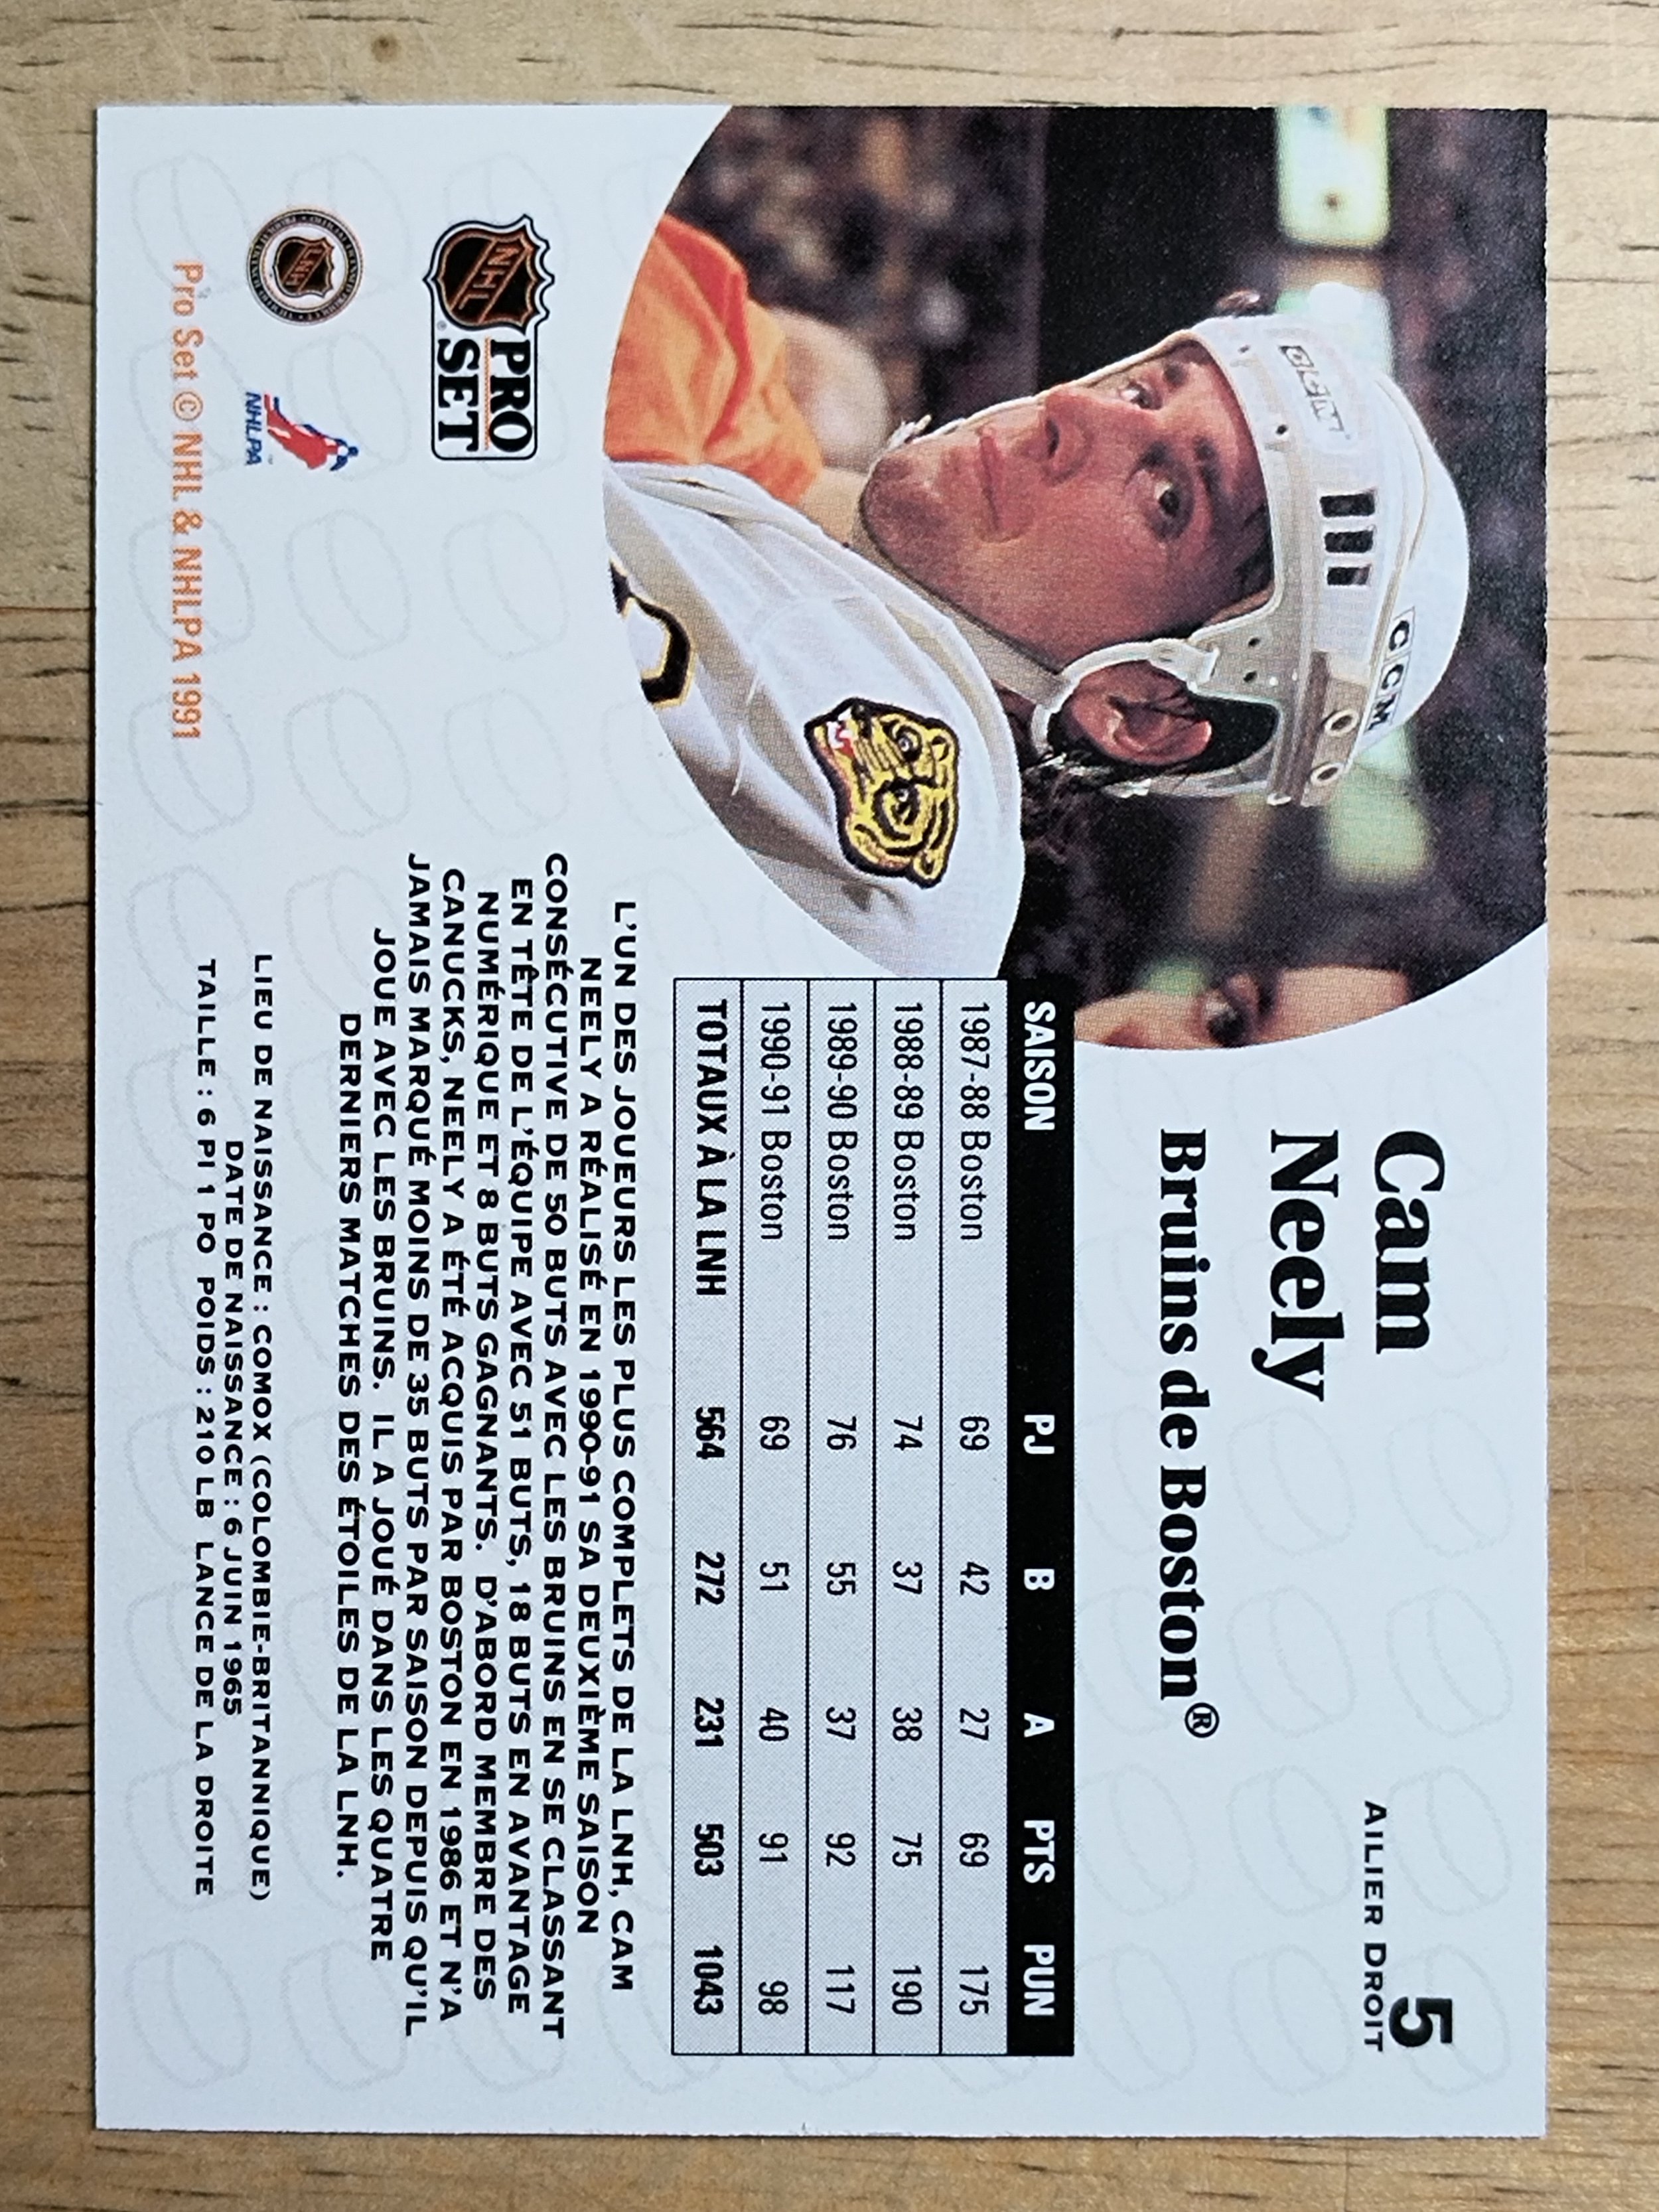 5
Cam
Neely
AILIER DROIT
Bruins de Boston®
CCM
CCM
SAISON PJ B A PTS PUN
1987-88 Boston 69 42 27 69 175
1988-89 Boston 74 37 38 75 190
1989-90 Boston 76 55 37 92 117
1990-91 Boston 69 51 40 91 98
TOTAUX À LA LNH 564 272 231 503 1043
L'UN DES JOUEURS LES PLUS COMPLETS DE LA LNH, CAM
NEELY A RÉALISÉ EN 1990-91 SA DEUXIÈME SAISON
CONSÉCUTIVE DE 50 BUTS AVEC LES BRUINS EN SE CLASSANT
EN TÊTE DE L'ÉQUIPE AVEC 51 BUTS, 18 BUTS EN AVANTAGE
NUMÉRIQUE ET 8 BUTS GAGNANTS. D'ABORD MEMBRE DES
CANUCKS, NEELY A ÉTÉ ACQUIS PAR BOSTON EN 1986 ET N'A
JAMAIS MARQUÉ MOINS DE 35 BUTS PAR SAISON DEPUIS QU'IL
JOUE AVEC LES BRUINS. IL A JOUÉ DANS LES QUATRE
DERNIERS MATCHES DES ÉTOILES DE LA LNH.
LIEU DE NAISSANCE : COMOX (COLOMBIE-BRITANNIQUE)
DATE DE NAISSANCE : 6 JUIN 1965
TAILLE : 6 PI 1 PO POIDS : 210 LB LANCE DE LA DROITE
NHL
PRO
SET®
LNH
NHLPA™
Pro Set © NHL & NHLPA 1991